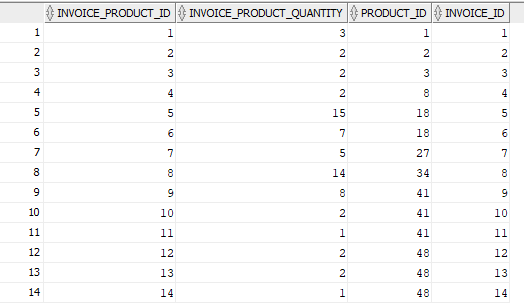 INVOICE_PRODUCT_ID INVOICE_PRODUCT_QUANTITY PRODUCT_ID INVOICE_ID
1 1 3 1 1
2 2 2 2 2
3 3 2 3 3
4 4 2 8 4
5 5 15 18 5
6 6 7 18 6
7 7 5 27 7
8 8 14 34 8
9 9 8 41 9
10 10 2 41 10
11 11 1 41 11
12 12 2 48 12
13 13 2 48 13
14 14 1 48 14